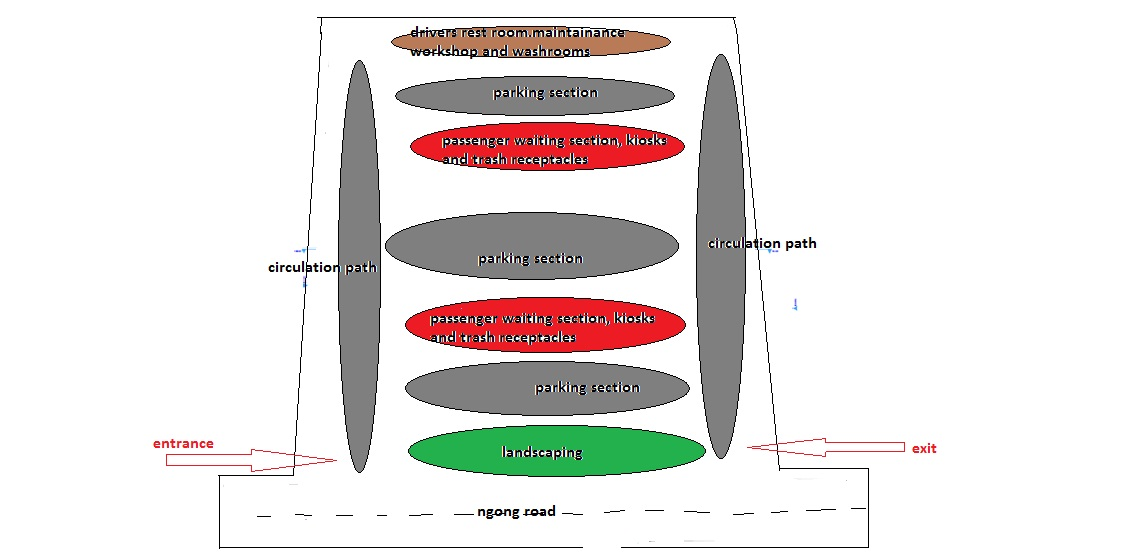 drivers rest room.maintainance
workshop and washrooms
parking section
passenger waiting section, kiosks
and trash receptacles
circulation path
parking section
circulation path
passenger waiting section, kiosks
and trash receptacles
parking section
entrance
landscaping
exit
ngong road